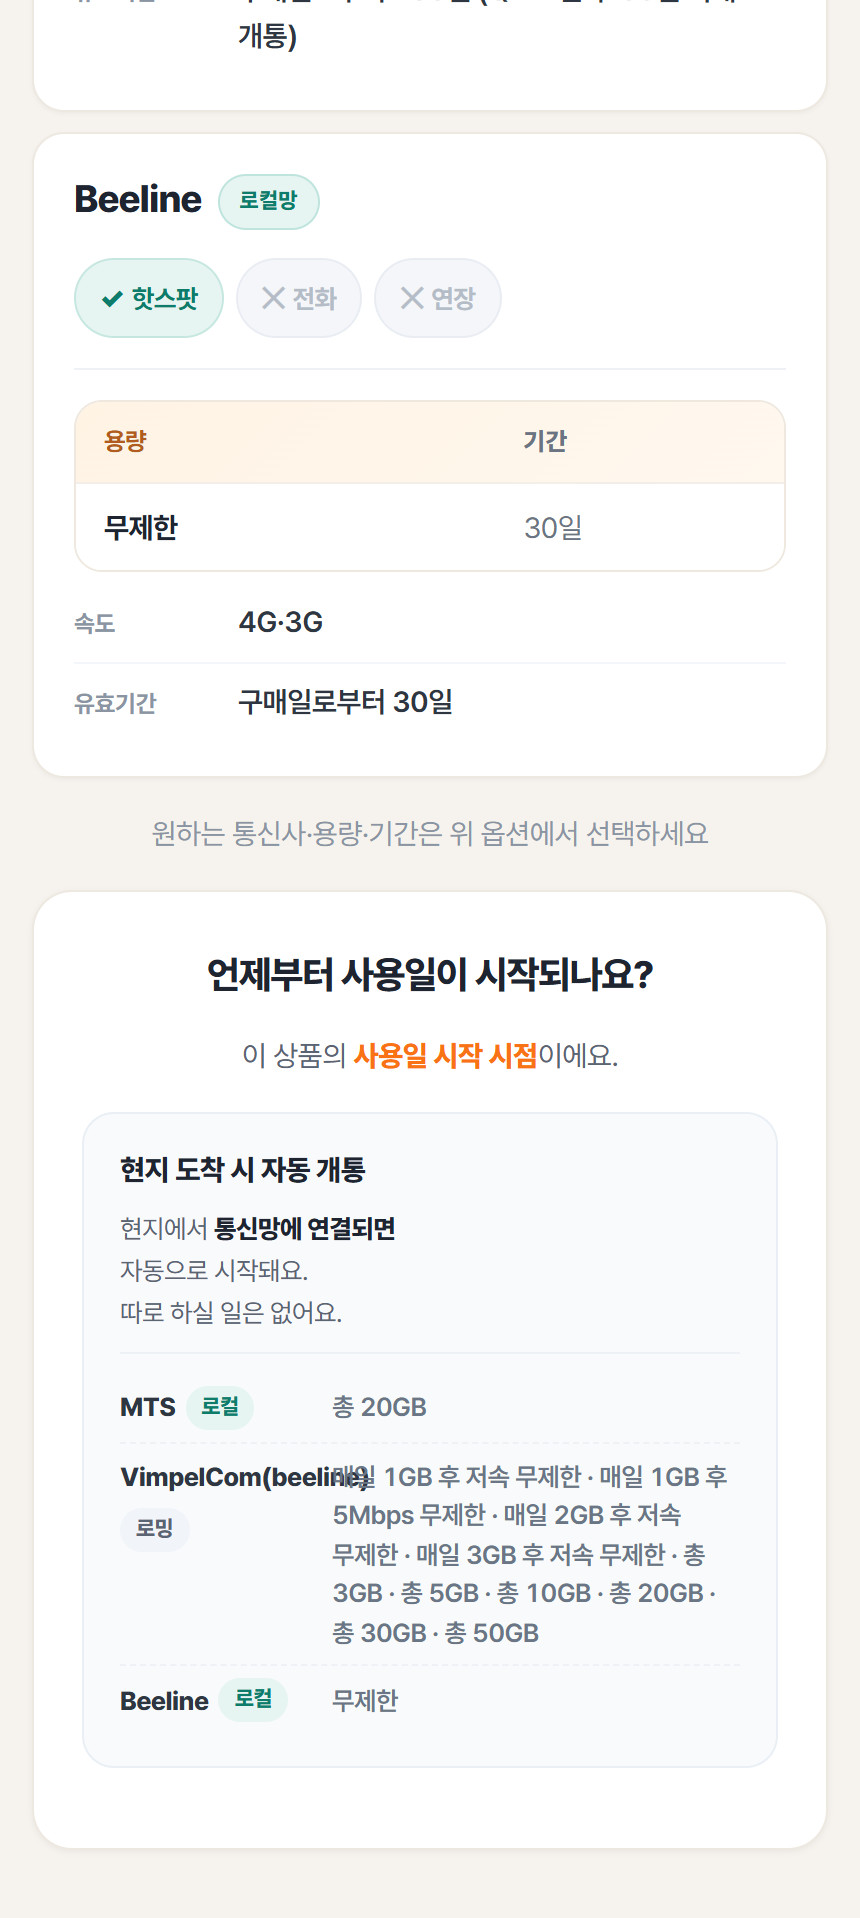 개통)
Beeline 로컬망
✓ 핫스팟 ✕ 전화 ✕ 연장
용량 기간
무제한 30일
속도 4G·3G
유효기간 구매일로부터 30일
원하는 통신사·용량·기간은 위 옵션에서 선택하세요
언제부터 사용일이 시작되나요?
이 상품의 사용일 시작 시점이에요.
현지 도착 시 자동 개통
현지에서 통신망에 연결되면
자동으로 시작돼요.
따로 하실 일은 없어요.
MTS 로컬 총 20GB
VimpelCom(beeline) 매일 1GB 후 저속 무제한 · 매일 1GB 후
로밍 5Mbps 무제한 · 매일 2GB 후 저속
무제한 · 매일 3GB 후 저속 무제한 · 총
3GB · 총 5GB · 총 10GB · 총 20GB ·
총 30GB · 총 50GB
Beeline 로컬 무제한